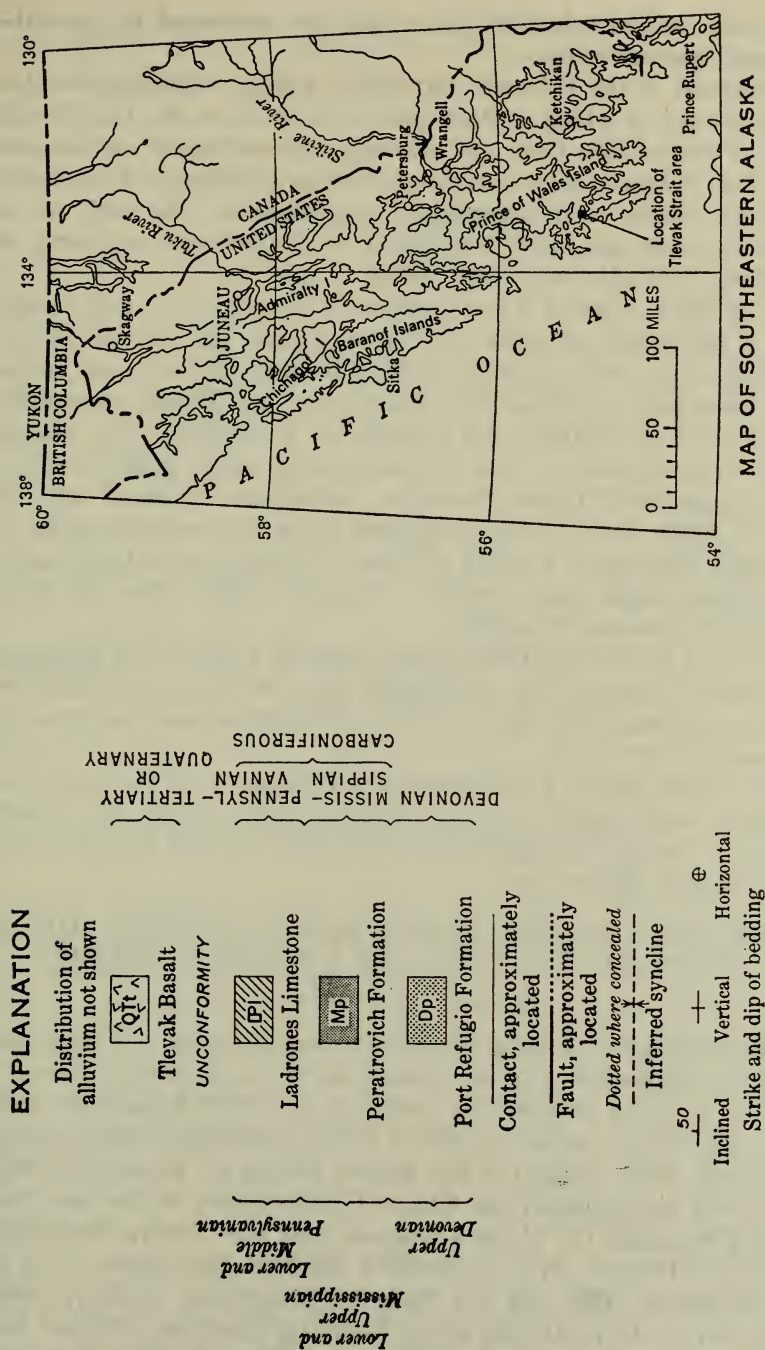 EXPLANATION
Distribution of
alluvium not shown
QTt
Tlevak Basalt
UNCONFORMITY
ℙl
Ladrones Limestone
Mp
Peratrovich Formation
Dp
Port Refugio Formation
Contact, approximately
located
Fault, approximately
located
Dotted where concealed
Inferred syncline
50
Inclined
Vertical
Horizontal
Strike and dip of bedding
Lower and
Middle
Pennsylvanian
Lower and
Upper
Mississippian
Upper
Devonian
TERTIARY
OR
QUATERNARY
PENNSYL-
VANIAN
MISSIS-
SIPPIAN
CARBONIFEROUS
DEVONIAN
138°
134°
130°
60°
58°
56°
54°
YUKON
BRITISH COLUMBIA
Skagway
Taku River
JUNEAU
CANADA
UNITED STATES
Stikine River
Admiralty I
Chichagof
Baranof Islands
Sitka
Petersburg
Wrangell
Prince of Wales Island
Ketchikan
Prince Rupert
PACIFIC OCEAN
Location of
Tlevak Strait area
0 50 100 MILES
MAP OF SOUTHEASTERN ALASKA